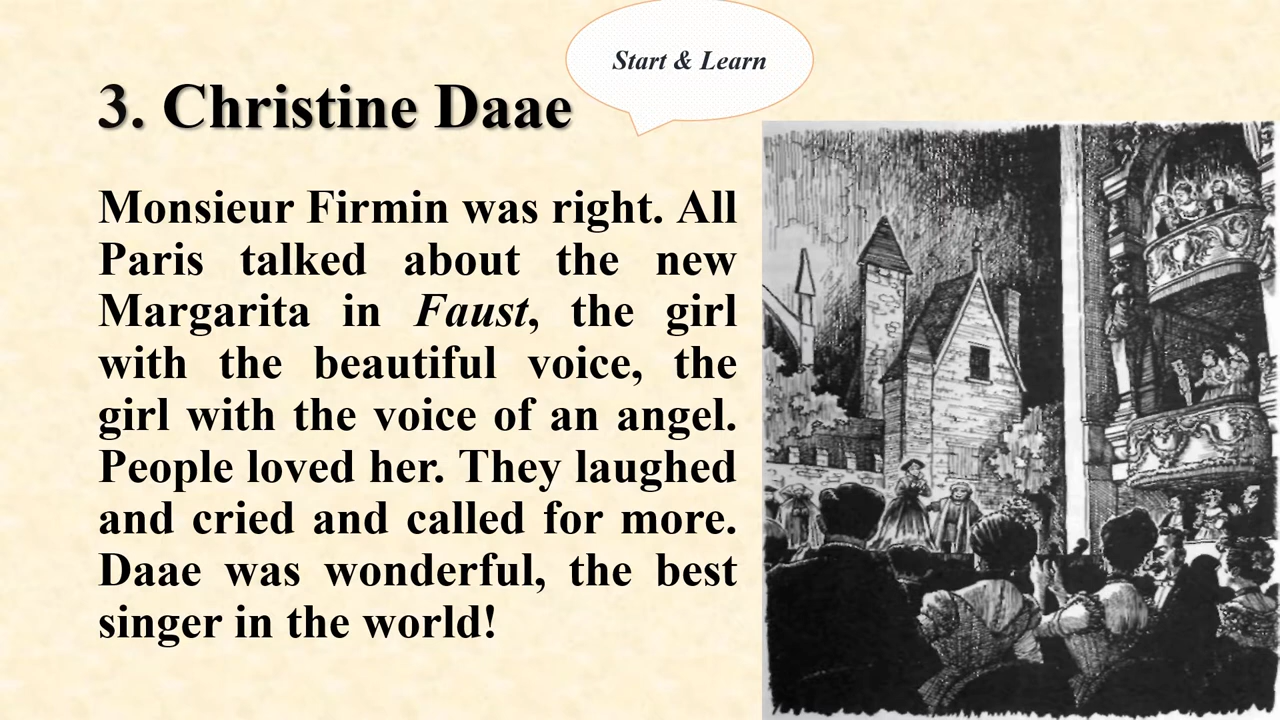 Start & Learn
3. Christine Daae
Monsieur Firmin was right. All
Paris talked about the new
Margarita in Faust, the girl
with the beautiful voice, the
girl with the voice of an angel.
People loved her. They laughed
and cried and called for more.
Daae was wonderful, the best
singer in the world!